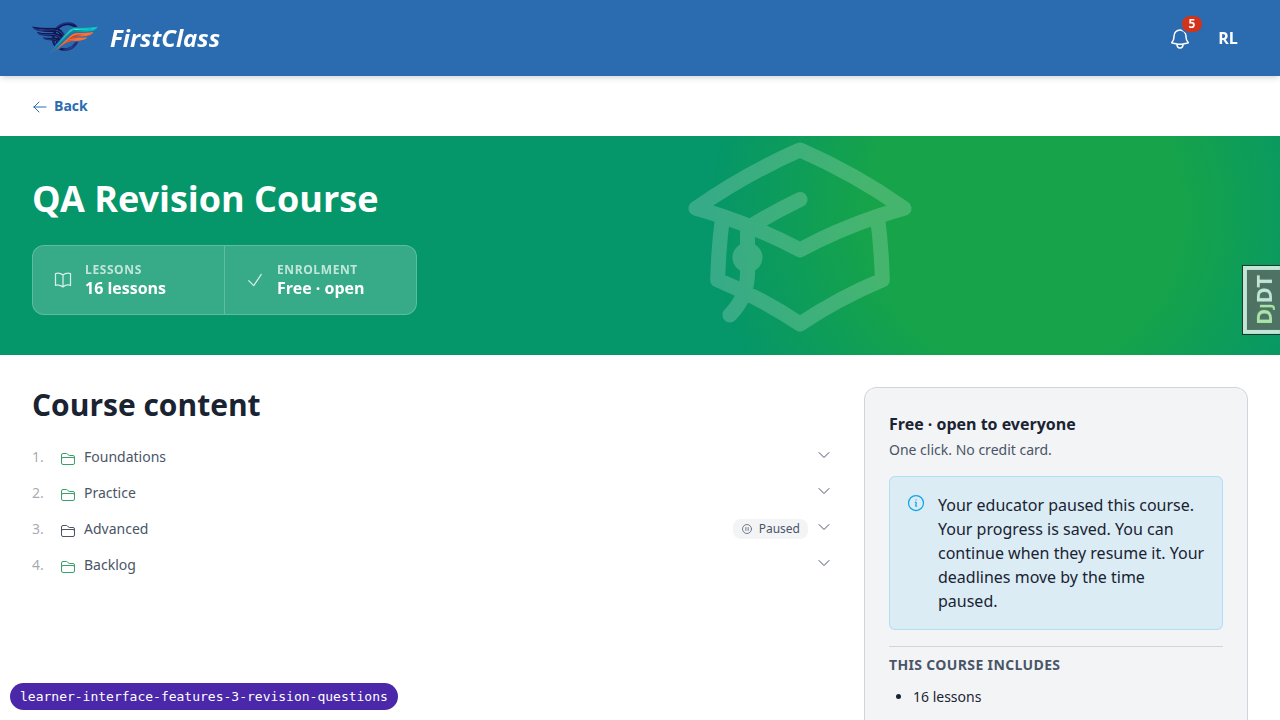 FirstClass
5
RL
Back
QA Revision Course
LESSONS
16 lessons
ENROLMENT
Free · open
DjDT
Course content
1. Foundations
2. Practice
3. Advanced
Paused
4. Backlog
Free · open to everyone
One click. No credit card.
Your educator paused this course.
Your progress is saved. You can
continue when they resume it. Your
deadlines move by the time
paused.
THIS COURSE INCLUDES
• 16 lessons
learner-interface-features-3-revision-questions